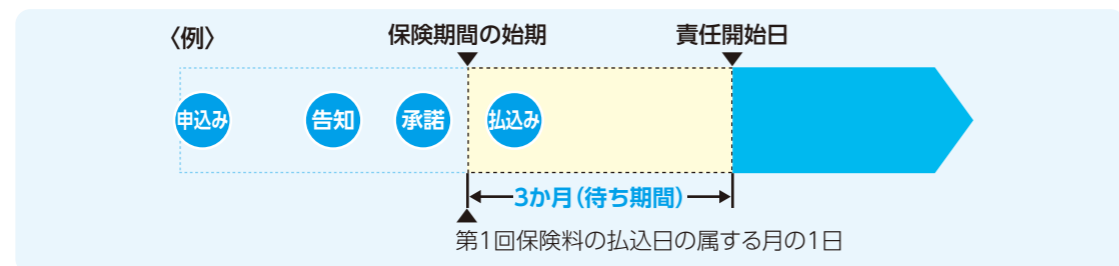 〈例〉
保険期間の始期
責任開始日
申込み
告知
承諾
払込み
3か月(待ち期間)
第1回保険料の払込日の属する月の1日